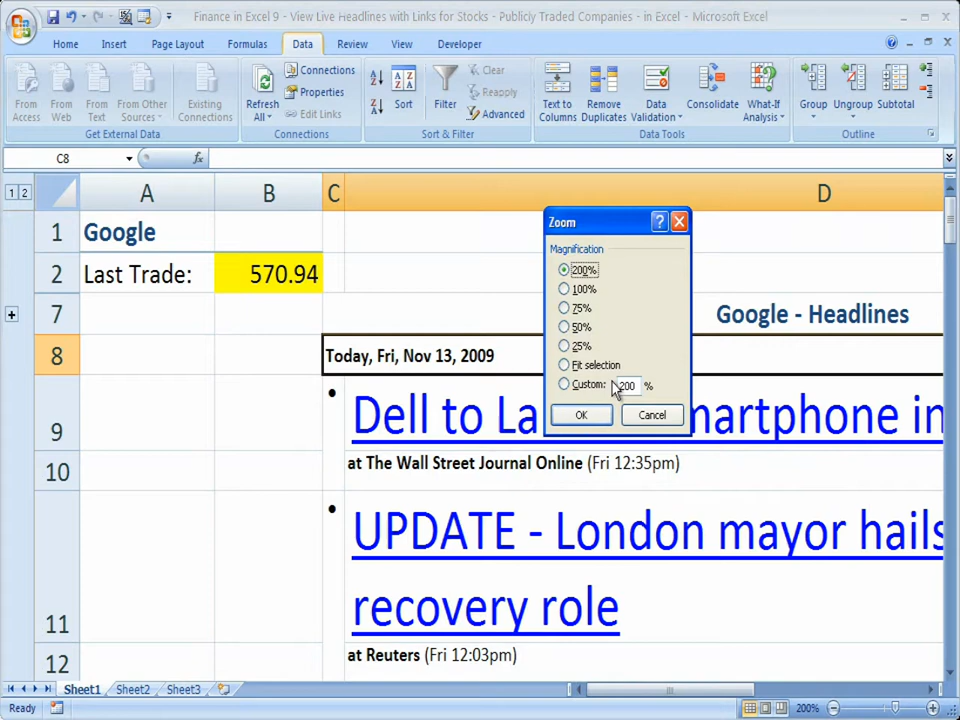 Finance in Excel 9 - View Live Headlines with Links for Stocks - Publicly Traded Companies - in Excel - Microsoft Excel
Home Insert Page Layout Formulas Data Review View Developer
From Access
From Web
From Text
From Other Sources
Existing Connections
Get External Data
Refresh All
Connections
Properties
Edit Links
Connections
Sort
Filter
Clear
Reapply
Advanced
Sort & Filter
Text to Columns
Remove Duplicates
Data Validation
Consolidate
What-If Analysis
Data Tools
Group
Ungroup
Subtotal
Outline
C8 fx
1 2 A B C D
1 Google
2 Last Trade: 570.94
7 Google - Headlines
8 Today, Fri, Nov 13, 2009
9 • Dell to La martphone in
10 at The Wall Street Journal Online (Fri 12:35pm)
• UPDATE - London mayor hails
11 recovery role
12 at Reuters (Fri 12:03pm)
Zoom ?
Magnification
200%
100%
75%
50%
25%
Fit selection
Custom: 200 %
OK Cancel
Sheet1 Sheet2 Sheet3
Ready 200%